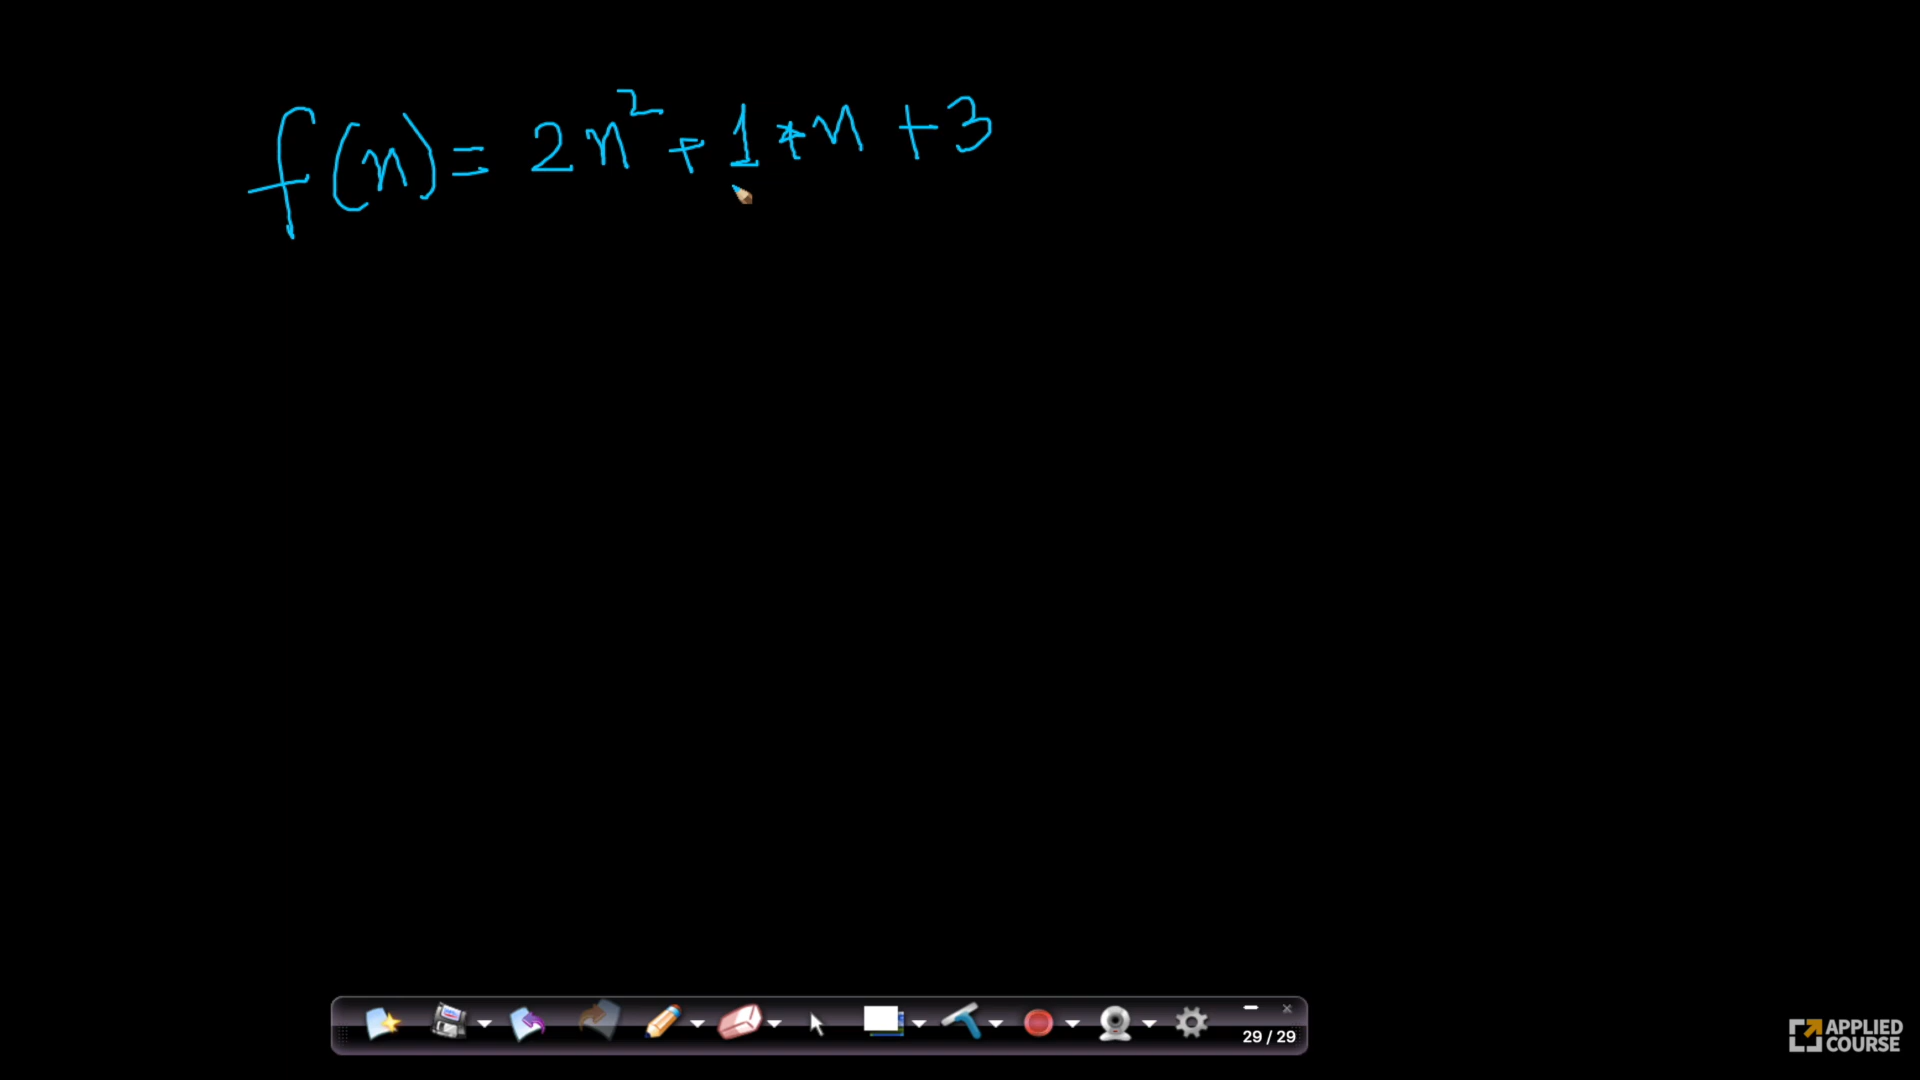 f(n) = 2n² + 1 * n + 3
29 / 29
APPLIED
COURSE